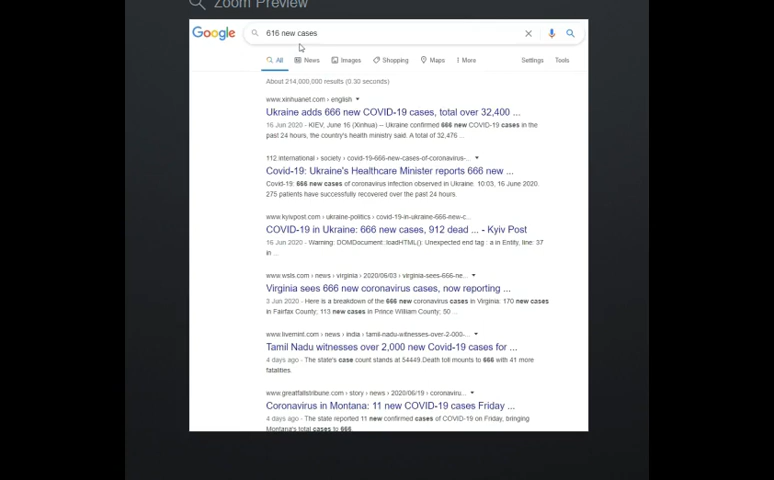 Zoom Preview
Google
616 new cases
All News Images Shopping Maps More Settings Tools
About 214,000,000 results (0.30 seconds)
www.xinhuanet.com › english
Ukraine adds 666 new COVID-19 cases, total over 32,400 ...
16 Jun 2020 - KIEV, June 16 (Xinhua) -- Ukraine confirmed 666 new COVID-19 cases in the
past 24 hours, the country's health ministry said. A total of 32,476 ...
112.international › society › covid-19-666-new-cases-of-coronavirus-...
Covid-19: Ukraine's Healthcare Minister reports 666 new ...
Covid-19: 666 new cases of coronavirus infection observed in Ukraine. 10:03, 16 June 2020.
275 patients have successfully recovered over the past 24 hours.
www.kyivpost.com › ukraine-politics › covid-19-in-ukraine-666-new-c...
COVID-19 in Ukraine: 666 new cases, 912 dead ... - Kyiv Post
16 Jun 2020 - Warning: DOMDocument::loadHTML(): Unexpected end tag : a in Entity, line: 37
in ...
www.wsls.com › news › virginia › 2020/06/03 › virginia-sees-666-ne...
Virginia sees 666 new coronavirus cases, now reporting ...
3 Jun 2020 - Here is a breakdown of the 666 new coronavirus cases in Virginia: 170 new cases
in Fairfax County; 113 new cases in Prince William County; 50 ...
www.livemint.com › news › india › tamil-nadu-witnesses-over-2-000-...
Tamil Nadu witnesses over 2,000 new Covid-19 cases for ...
4 days ago - The state's case count stands at 54449.Death toll mounts to 666 with 41 more
fatalities.
www.greatfallstribune.com › story › news › 2020/06/19 › coronaviru...
Coronavirus in Montana: 11 new COVID-19 cases Friday ...
4 days ago - The state reported 11 new confirmed cases of COVID-19 on Friday, bringing
Montana's total cases to 666.